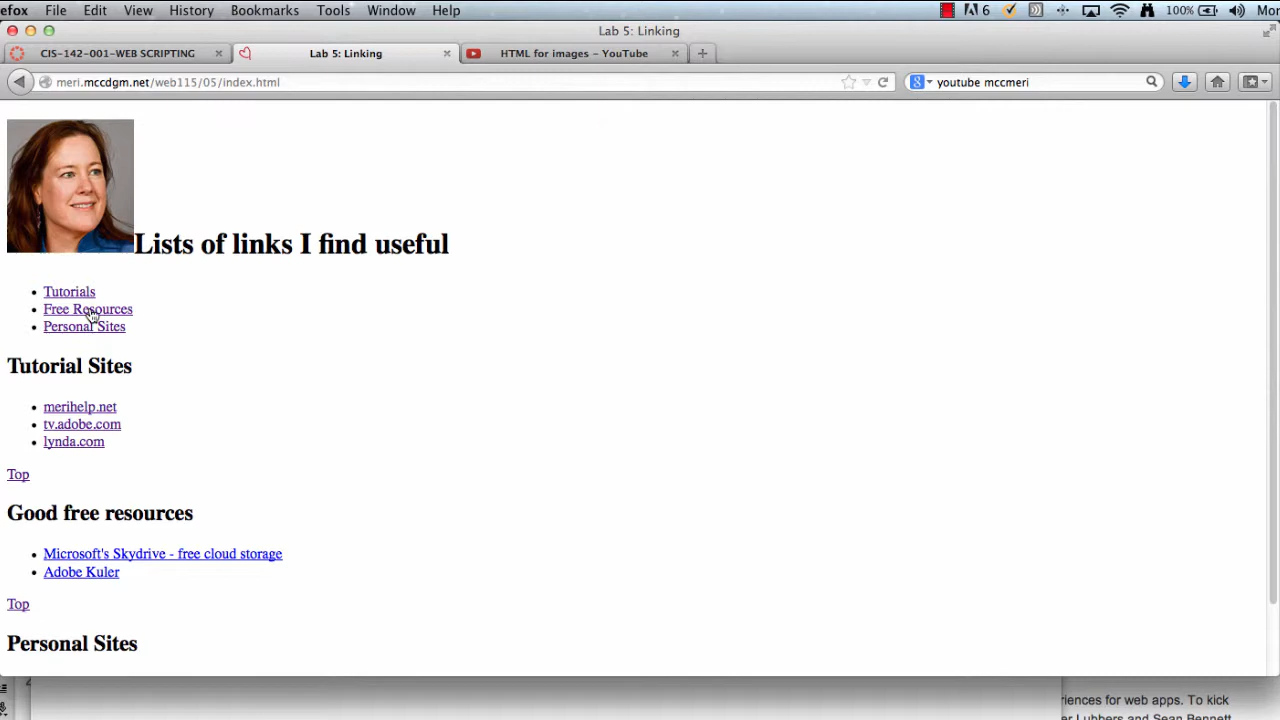 efox File Edit View History Bookmarks Tools Window Help 6 100% Mo
Lab 5: Linking
CIS-142-001-WEB SCRIPTING Lab 5: Linking HTML for images – YouTube
meri.mccdgm.net/web115/05/index.html youtube mccmeri
Lists of links I find useful
• Tutorials
• Free Resources
• Personal Sites
Tutorial Sites
• merihelp.net
• tv.adobe.com
• lynda.com
Top
Good free resources
• Microsoft's Skydrive - free cloud storage
• Adobe Kuler
Top
Personal Sites
iences for web apps. To kick
er Lubbers and Sean Bennett